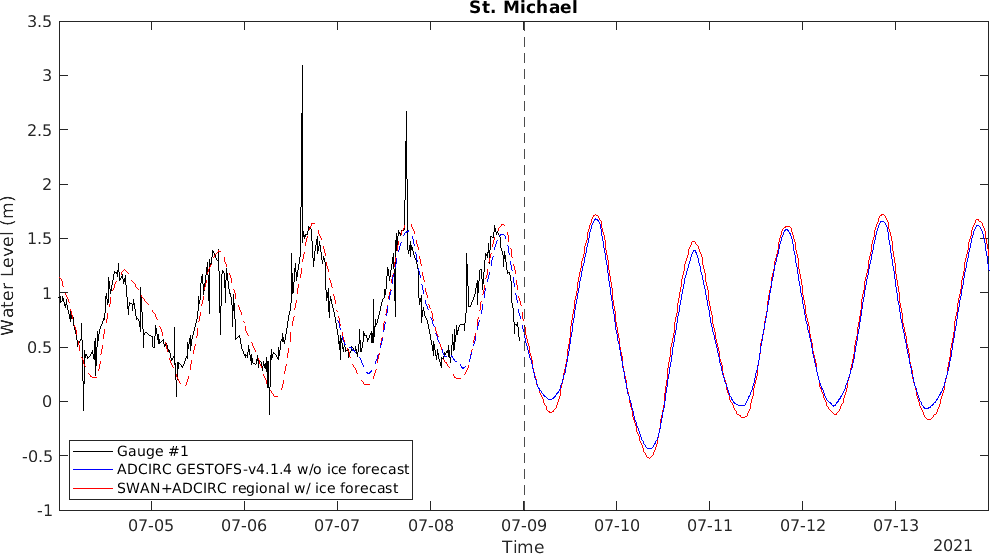 St. Michael
3.5
3
2.5
2
1.5
1
0.5
0
-0.5
-1
Water Level (m)
Gauge #1
ADCIRC GESTOFS-v4.1.4 w/o ice forecast
SWAN+ADCIRC regional w/ ice forecast
07-05 07-06 07-07 07-08 07-09 07-10 07-11 07-12 07-13
Time
2021